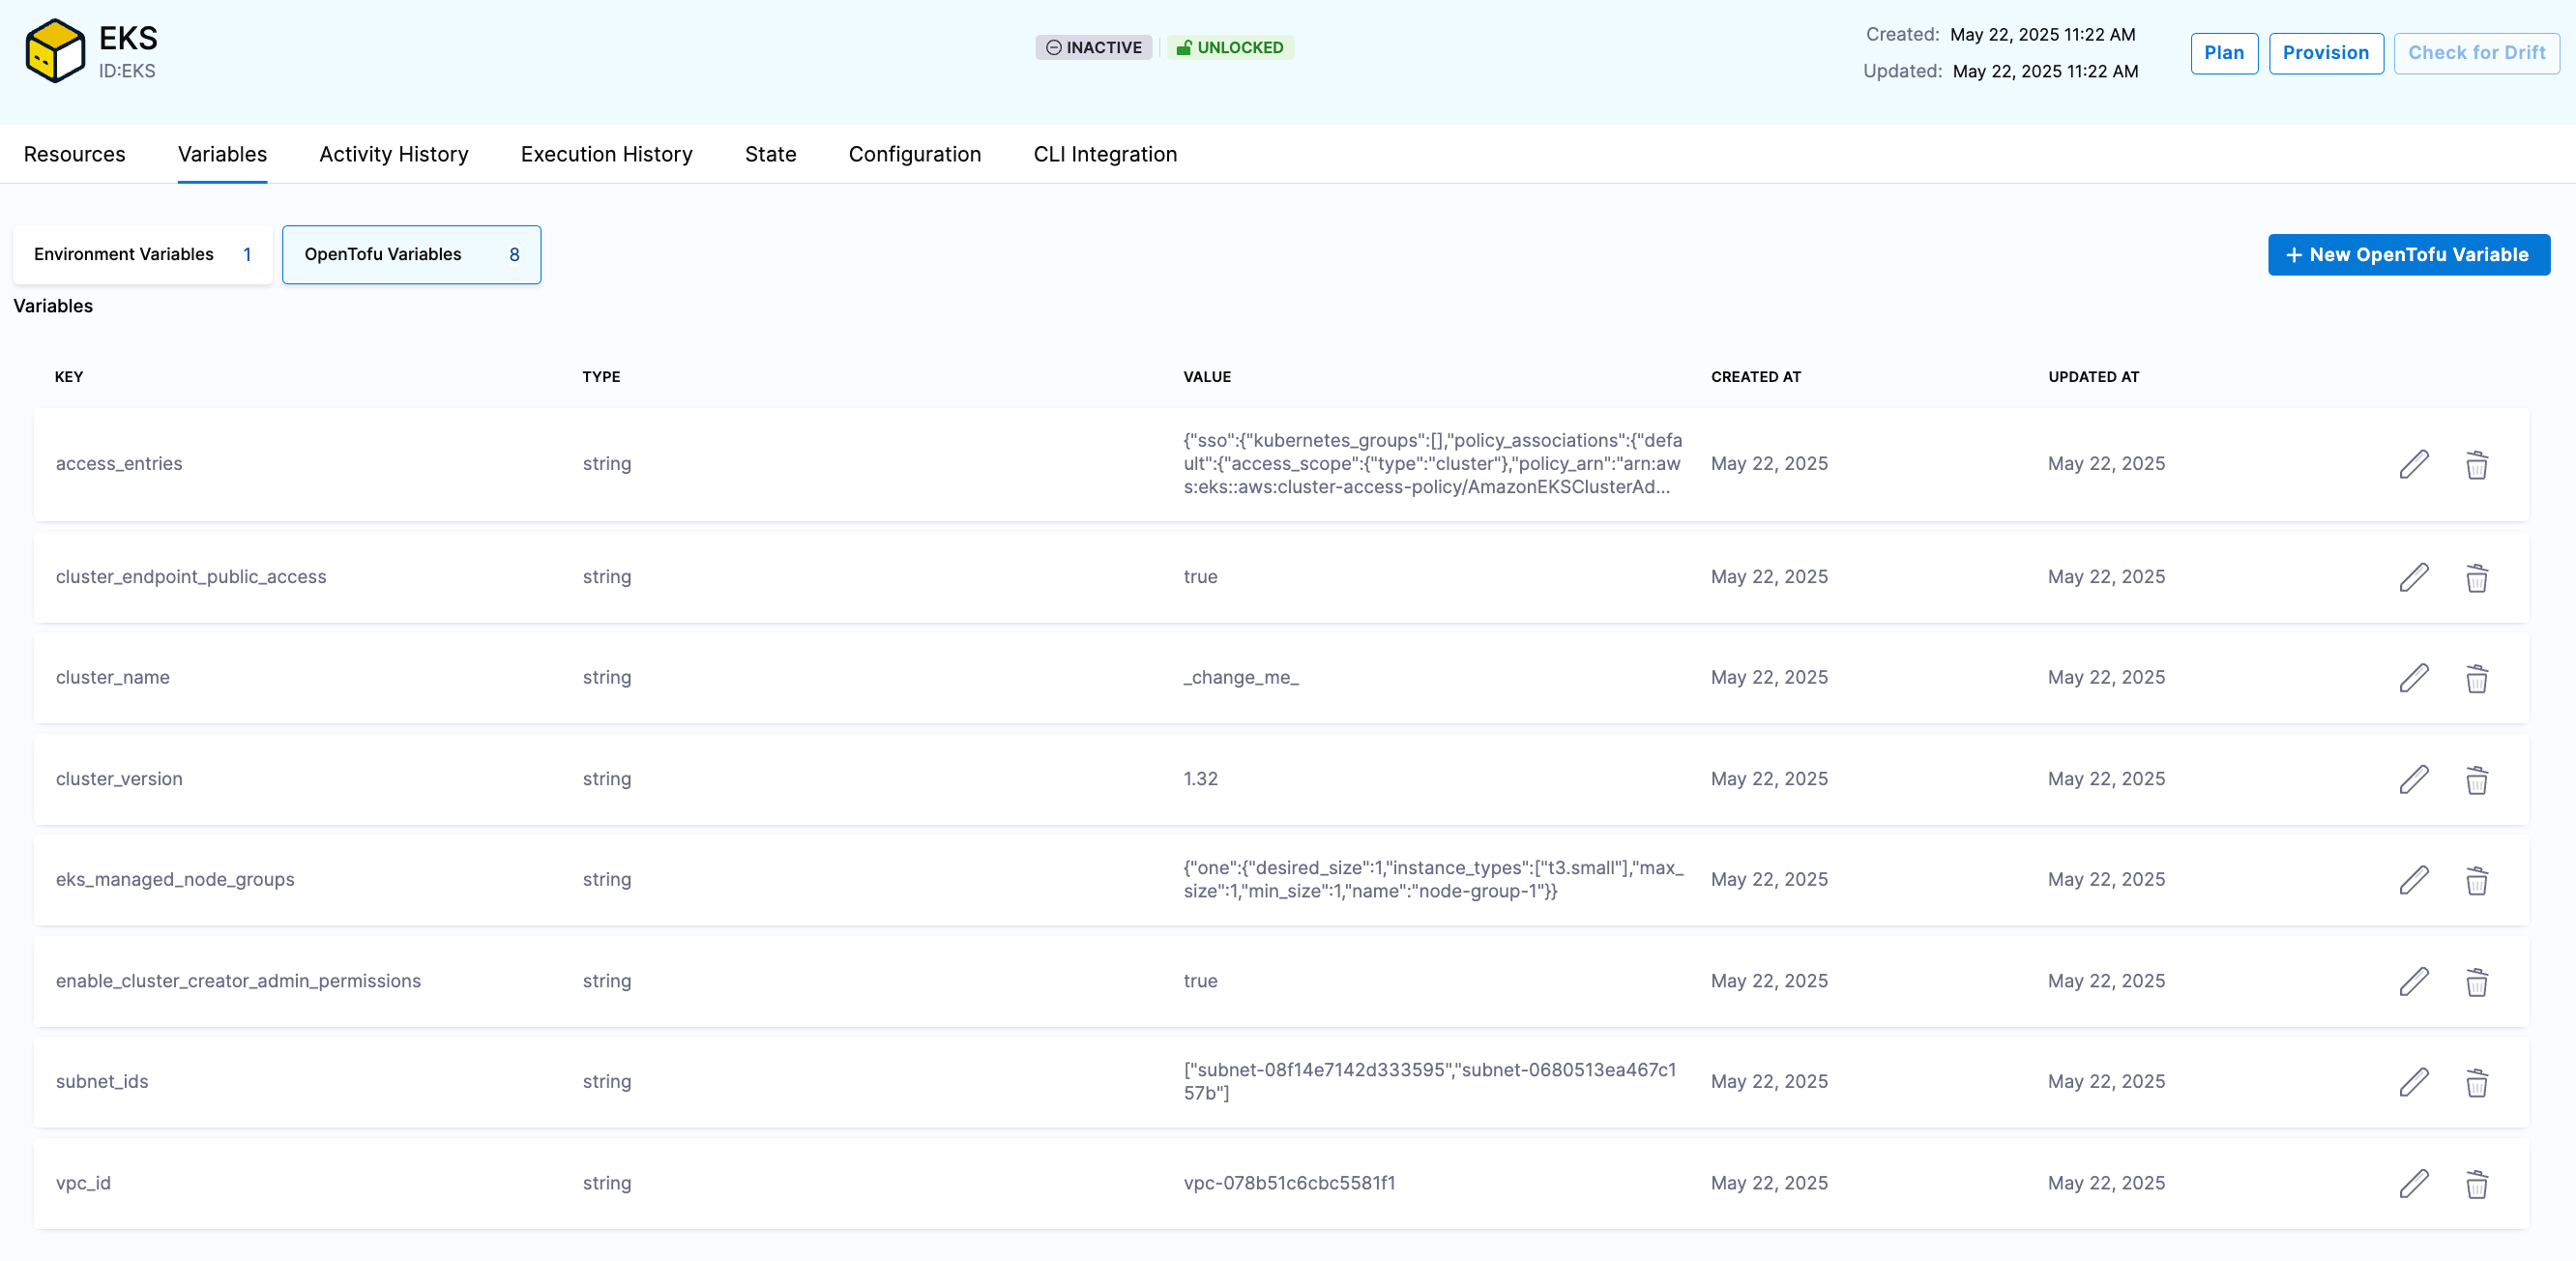 EKS
ID:EKS
INACTIVE
UNLOCKED
Created: May 22, 2025 11:22 AM
Updated: May 22, 2025 11:22 AM
Plan
Provision
Check for Drift
Resources
Variables
Activity History
Execution History
State
Configuration
CLI Integration
Environment Variables 1
OpenTofu Variables 8
+ New OpenTofu Variable
Variables
KEY TYPE VALUE CREATED AT UPDATED AT
access_entries string
{"sso":{"kubernetes_groups":[],"policy_associations":{"defa
ult":{"access_scope":{"type":"cluster"},"policy_arn":"arn:aw
s:eks::aws:cluster-access-policy/AmazonEKSClusterAd...
May 22, 2025 May 22, 2025
cluster_endpoint_public_access string true May 22, 2025 May 22, 2025
cluster_name string _change_me_ May 22, 2025 May 22, 2025
cluster_version string 1.32 May 22, 2025 May 22, 2025
eks_managed_node_groups string
{"one":{"desired_size":1,"instance_types":["t3.small"],"max_
size":1,"min_size":1,"name":"node-group-1"}}
May 22, 2025 May 22, 2025
enable_cluster_creator_admin_permissions string true May 22, 2025 May 22, 2025
subnet_ids string
["subnet-08f14e7142d333595","subnet-0680513ea467c1
57b"]
May 22, 2025 May 22, 2025
vpc_id string vpc-078b51c6cbc5581f1 May 22, 2025 May 22, 2025